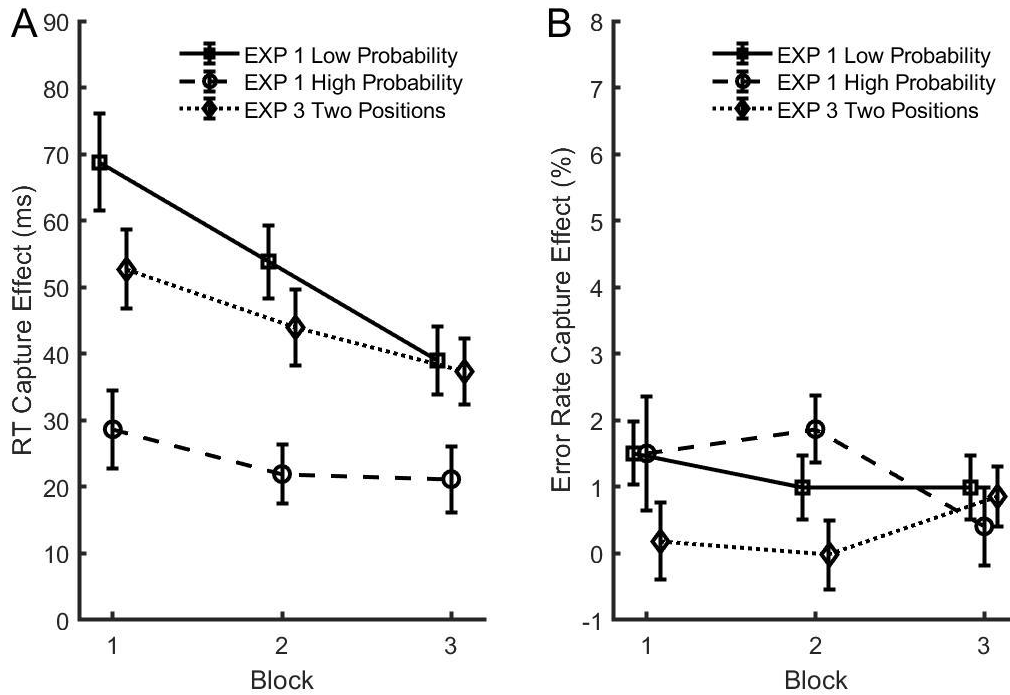 A
90
80
70
60
50
40
30
20
10
0
RT Capture Effect (ms)
EXP 1 Low Probability
EXP 1 High Probability
EXP 3 Two Positions
1 2 3
Block
B
8
7
6
5
4
3
2
1
0
-1
Error Rate Capture Effect (%)
EXP 1 Low Probability
EXP 1 High Probability
EXP 3 Two Positions
1 2 3
Block